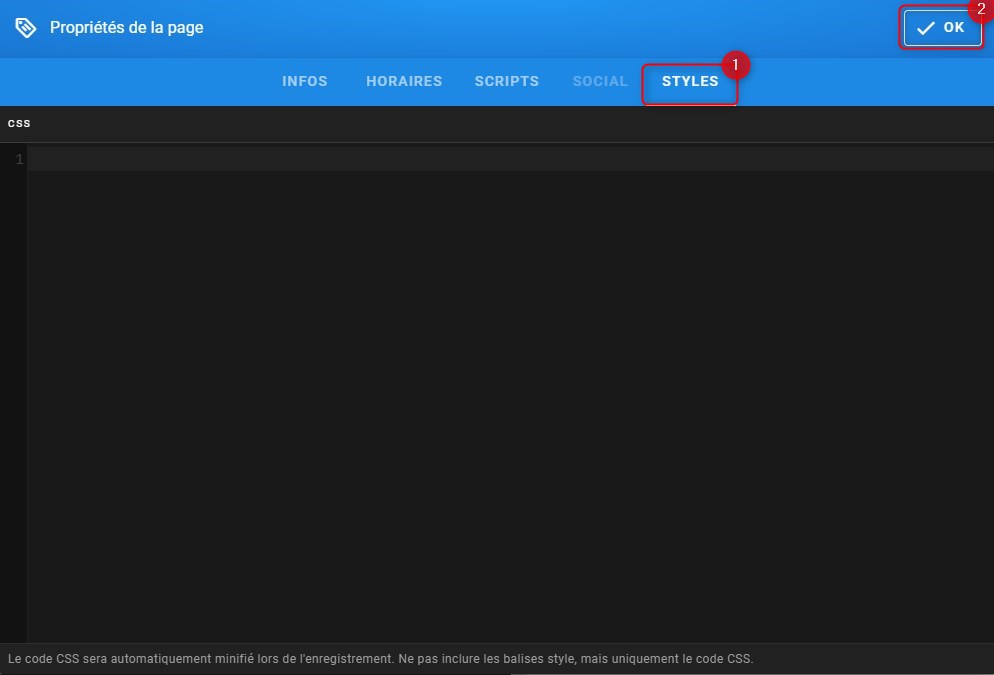 Propriétés de la page
OK
2
INFOS HORAIRES SCRIPTS SOCIAL STYLES
1
css
1
Le code CSS sera automatiquement minifié lors de l'enregistrement. Ne pas inclure les balises style, mais uniquement le code CSS.